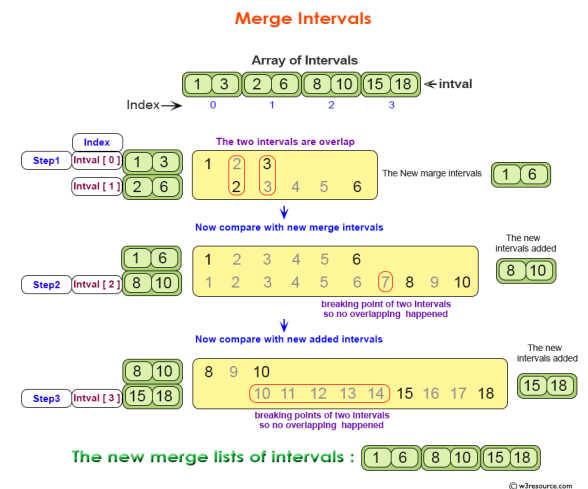 Merge Intervals
Array of Intervals
1 3 2 6 8 10 15 18 intval
Index 0 1 2 3
Index
The two intervals are overlap
Step1 Intval [ 0 ] 1 3 1 2 3
Intval [ 1 ] 2 6 2 3 4 5 6
The New marge intervals 1 6
Now compare with new merge intervals
1 6 1 2 3 4 5 6
Step2 Intval [ 2 ] 8 10 1 2 3 4 5 6 7 8 9 10
The new
intervals added
8 10
breaking point of two Intervals
so no overlapping happened
Now compare with new added intervals
8 10 8 9 10
Step3 Intval [ 3 ] 15 18 10 11 12 13 14 15 16 17 18
The new
intervals added
15 18
breaking points of two Intervals
so no overlapping happened
The new merge lists of intervals : 1 6 8 10 15 18
© w3resource.com